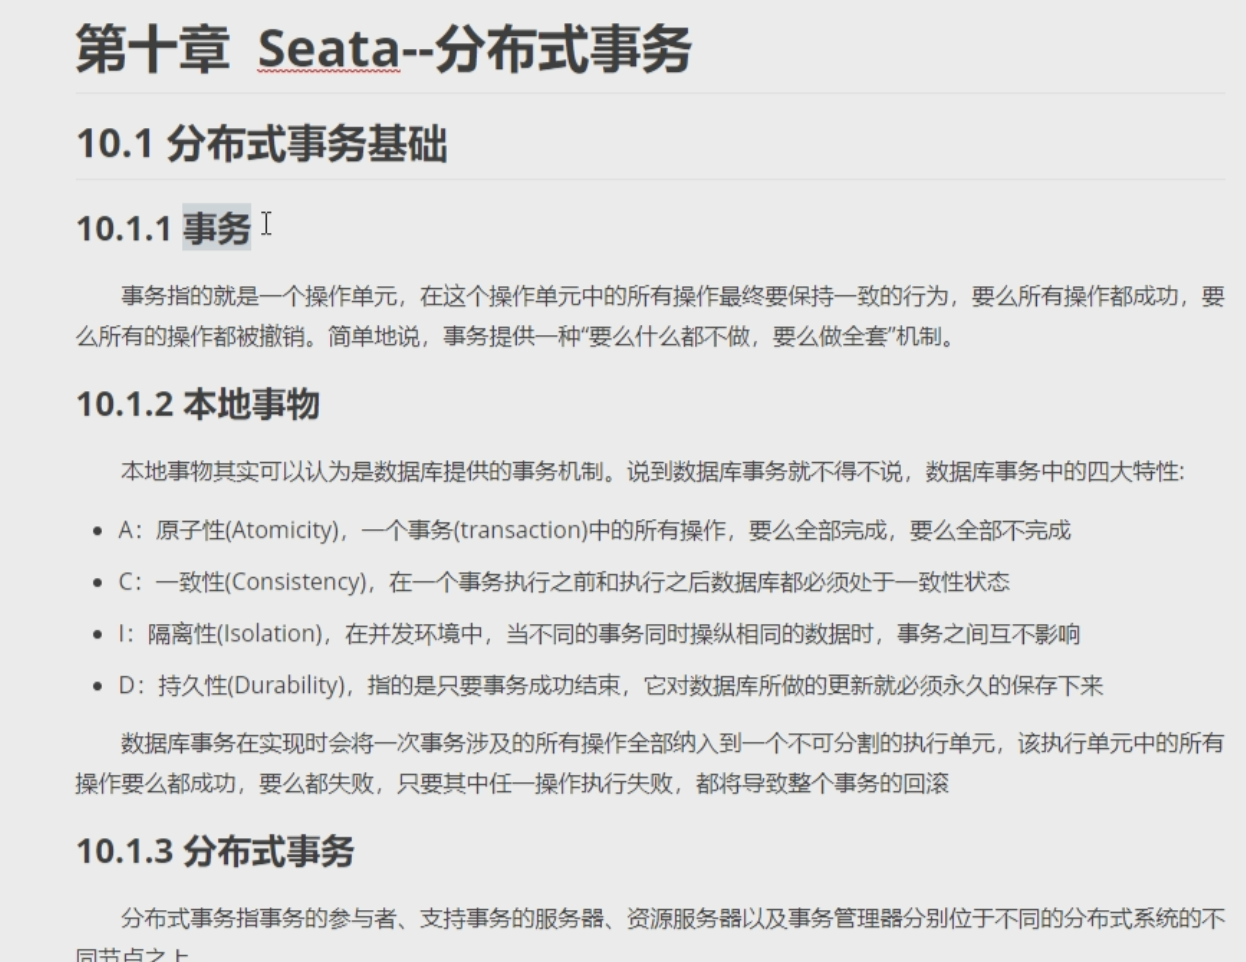 第十章 Seata--分布式事务
10.1 分布式事务基础
10.1.1 事务
事务指的就是一个操作单元，在这个操作单元中的所有操作最终要保持一致的行为，要么所有操作都成功，要
么所有的操作都被撤销。简单地说，事务提供一种“要么什么都不做，要么做全套”机制。
10.1.2 本地事物
本地事物其实可以认为是数据库提供的事务机制。说到数据库事务就不得不说，数据库事务中的四大特性:
• A：原子性(Atomicity)，一个事务(transaction)中的所有操作，要么全部完成，要么全部不完成
• C：一致性(Consistency)，在一个事务执行之前和执行之后数据库都必须处于一致性状态
• I：隔离性(Isolation)，在并发环境中，当不同的事务同时操纵相同的数据时，事务之间互不影响
• D：持久性(Durability)，指的是只要事务成功结束，它对数据库所做的更新就必须永久的保存下来
数据库事务在实现时会将一次事务涉及的所有操作全部纳入到一个不可分割的执行单元，该执行单元中的所有
操作要么都成功，要么都失败，只要其中任一操作执行失败，都将导致整个事务的回滚
10.1.3 分布式事务
分布式事务指事务的参与者、支持事务的服务器、资源服务器以及事务管理器分别位于不同的分布式系统的不
同节点之上